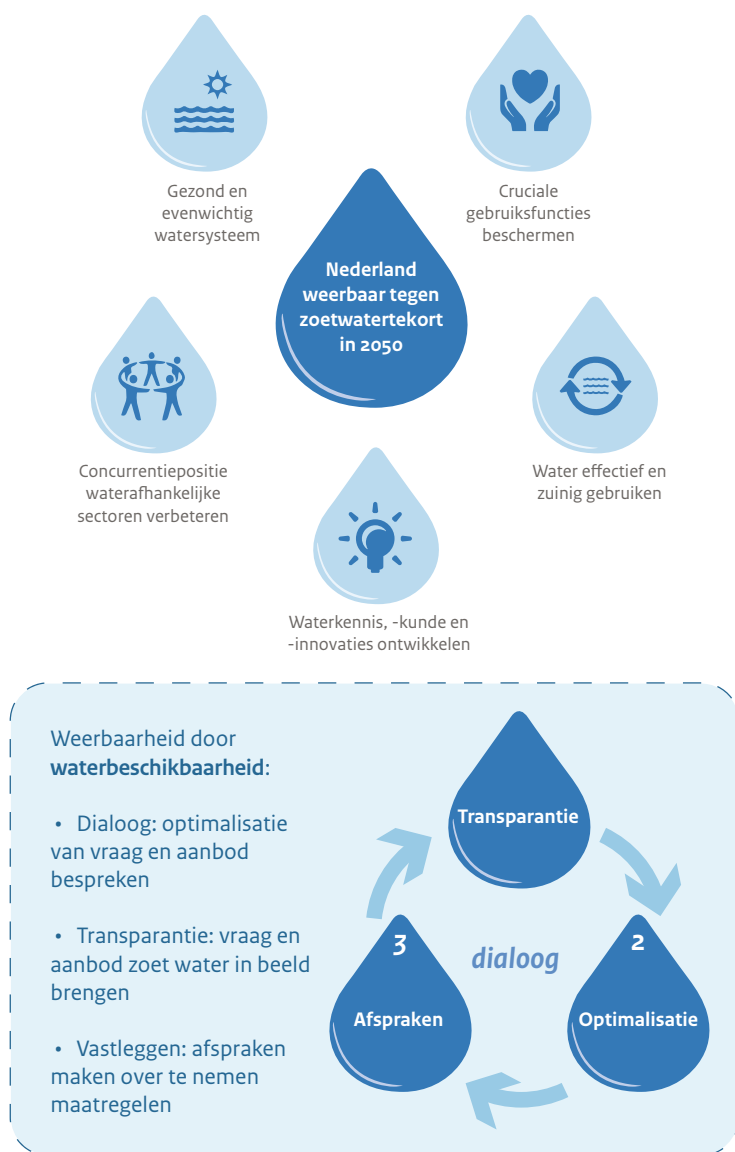 Gezond en
evenwichtig
watersysteem
Cruciale
gebruiksfuncties
beschermen
Nederland
weerbaar tegen
zoetwatertekort
in 2050
Concurrentiepositie
waterafhankelijke
sectoren verbeteren
Water effectief en
zuinig gebruiken
Waterkennis, -kunde en
-innovaties ontwikkelen
Weerbaarheid door
waterbeschikbaarheid:
• Dialoog: optimalisatie
van vraag en aanbod
bespreken
• Transparantie: vraag en
aanbod zoet water in beeld
brengen
• Vastleggen: afspraken
maken over te nemen
maatregelen
Transparantie
2
Optimalisatie
3
Afspraken
dialoog